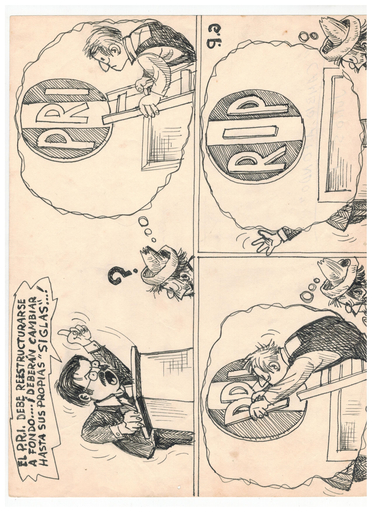 EL P.R.I. DEBE REESTRUCTURARSE
A FONDO...! DEBERÁN CAMBIAR
HASTA SUS PROPIAS "SIGLAS"...!
?
PRI
PRI
RIP